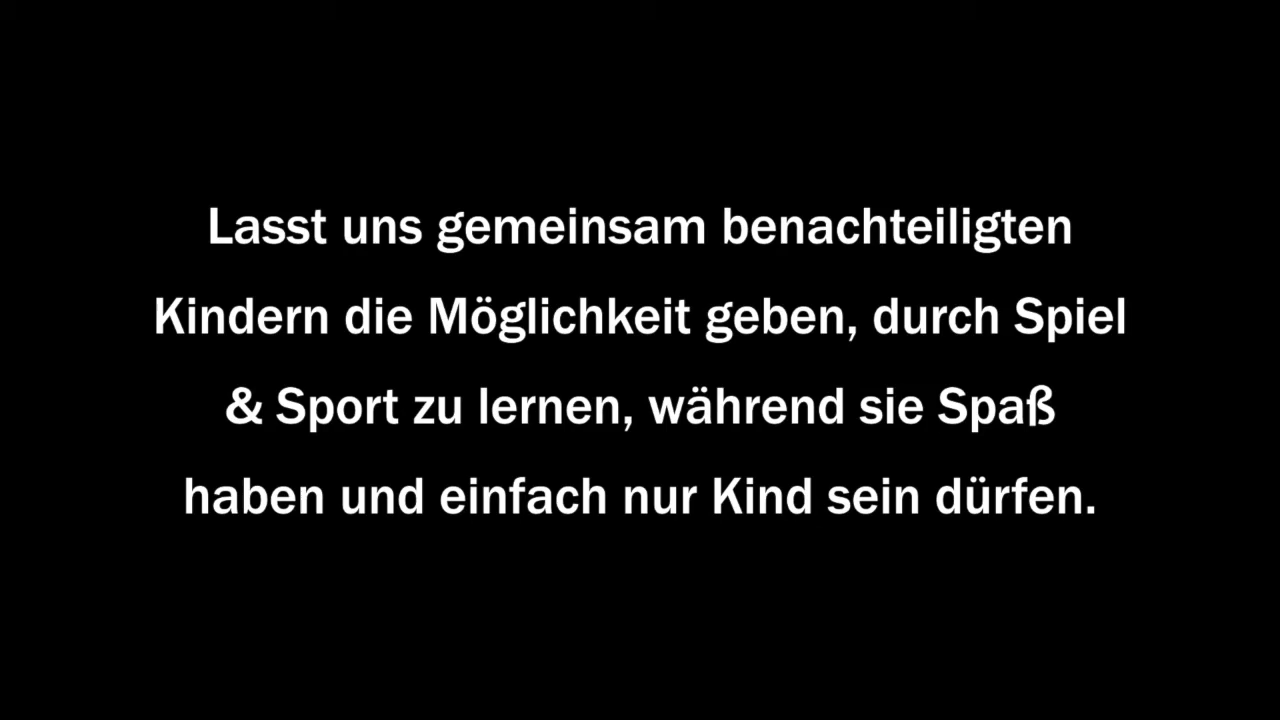 Lasst uns gemeinsam benachteiligten
Kindern die Möglichkeit geben, durch Spiel
& Sport zu lernen, während sie Spaß
haben und einfach nur Kind sein dürfen.